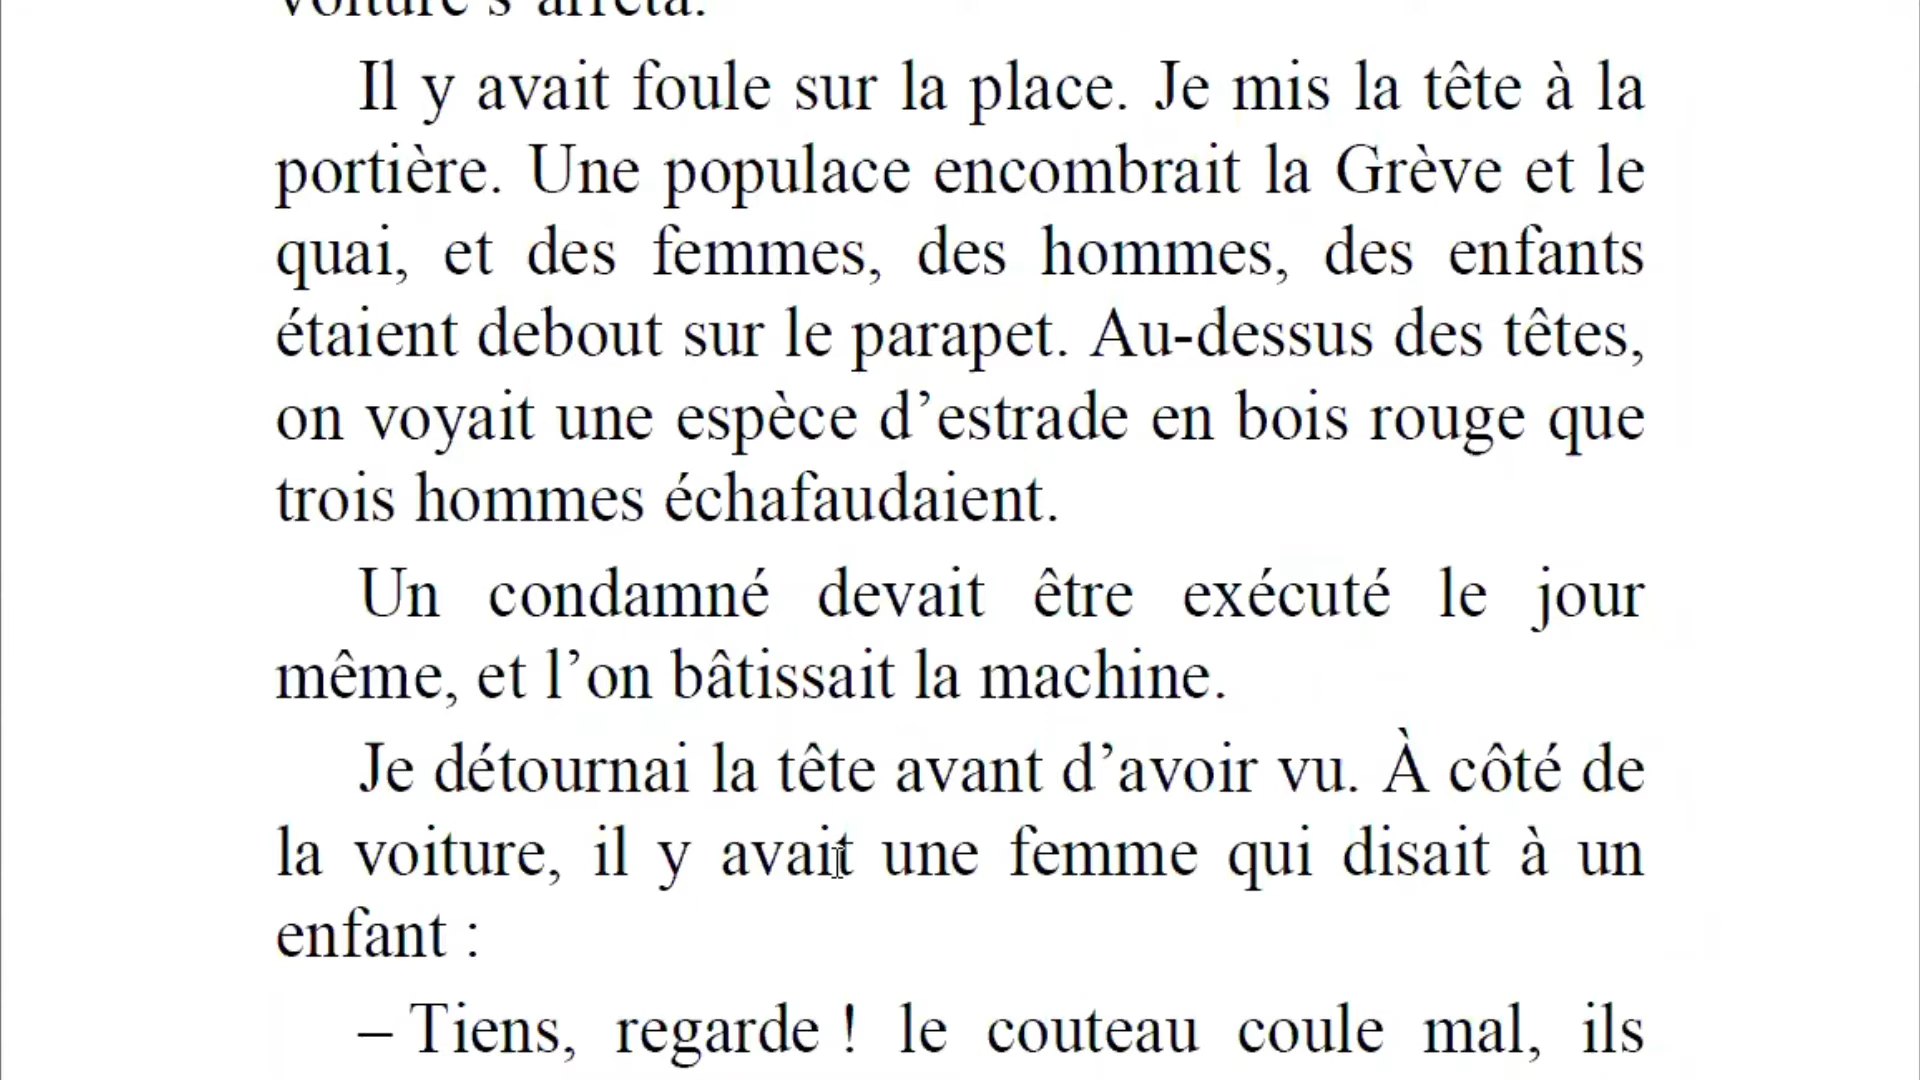 voiture s'arrêta.
Il y avait foule sur la place. Je mis la tête à la
portière. Une populace encombrait la Grève et le
quai, et des femmes, des hommes, des enfants
étaient debout sur le parapet. Au-dessus des têtes,
on voyait une espèce d’estrade en bois rouge que
trois hommes échafaudaient.
Un condamné devait être exécuté le jour
même, et l’on bâtissait la machine.
Je détournai la tête avant d’avoir vu. À côté de
la voiture, il y avait une femme qui disait à un
enfant :
– Tiens, regarde ! le couteau coule mal, ils